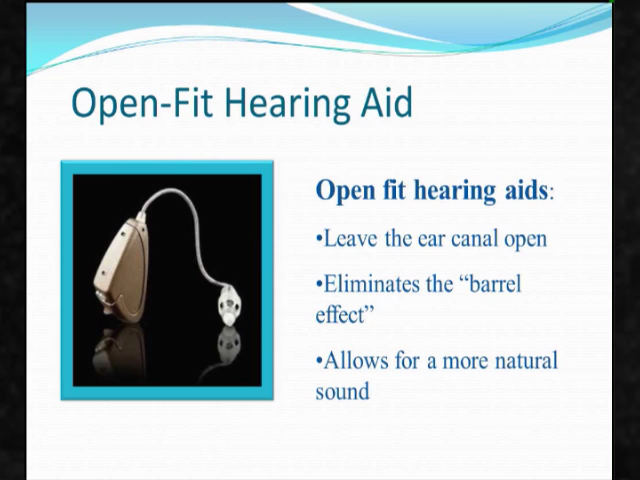 Open-Fit Hearing Aid
Open fit hearing aids:
•Leave the ear canal open
•Eliminates the “barrel
effect”
•Allows for a more natural
sound